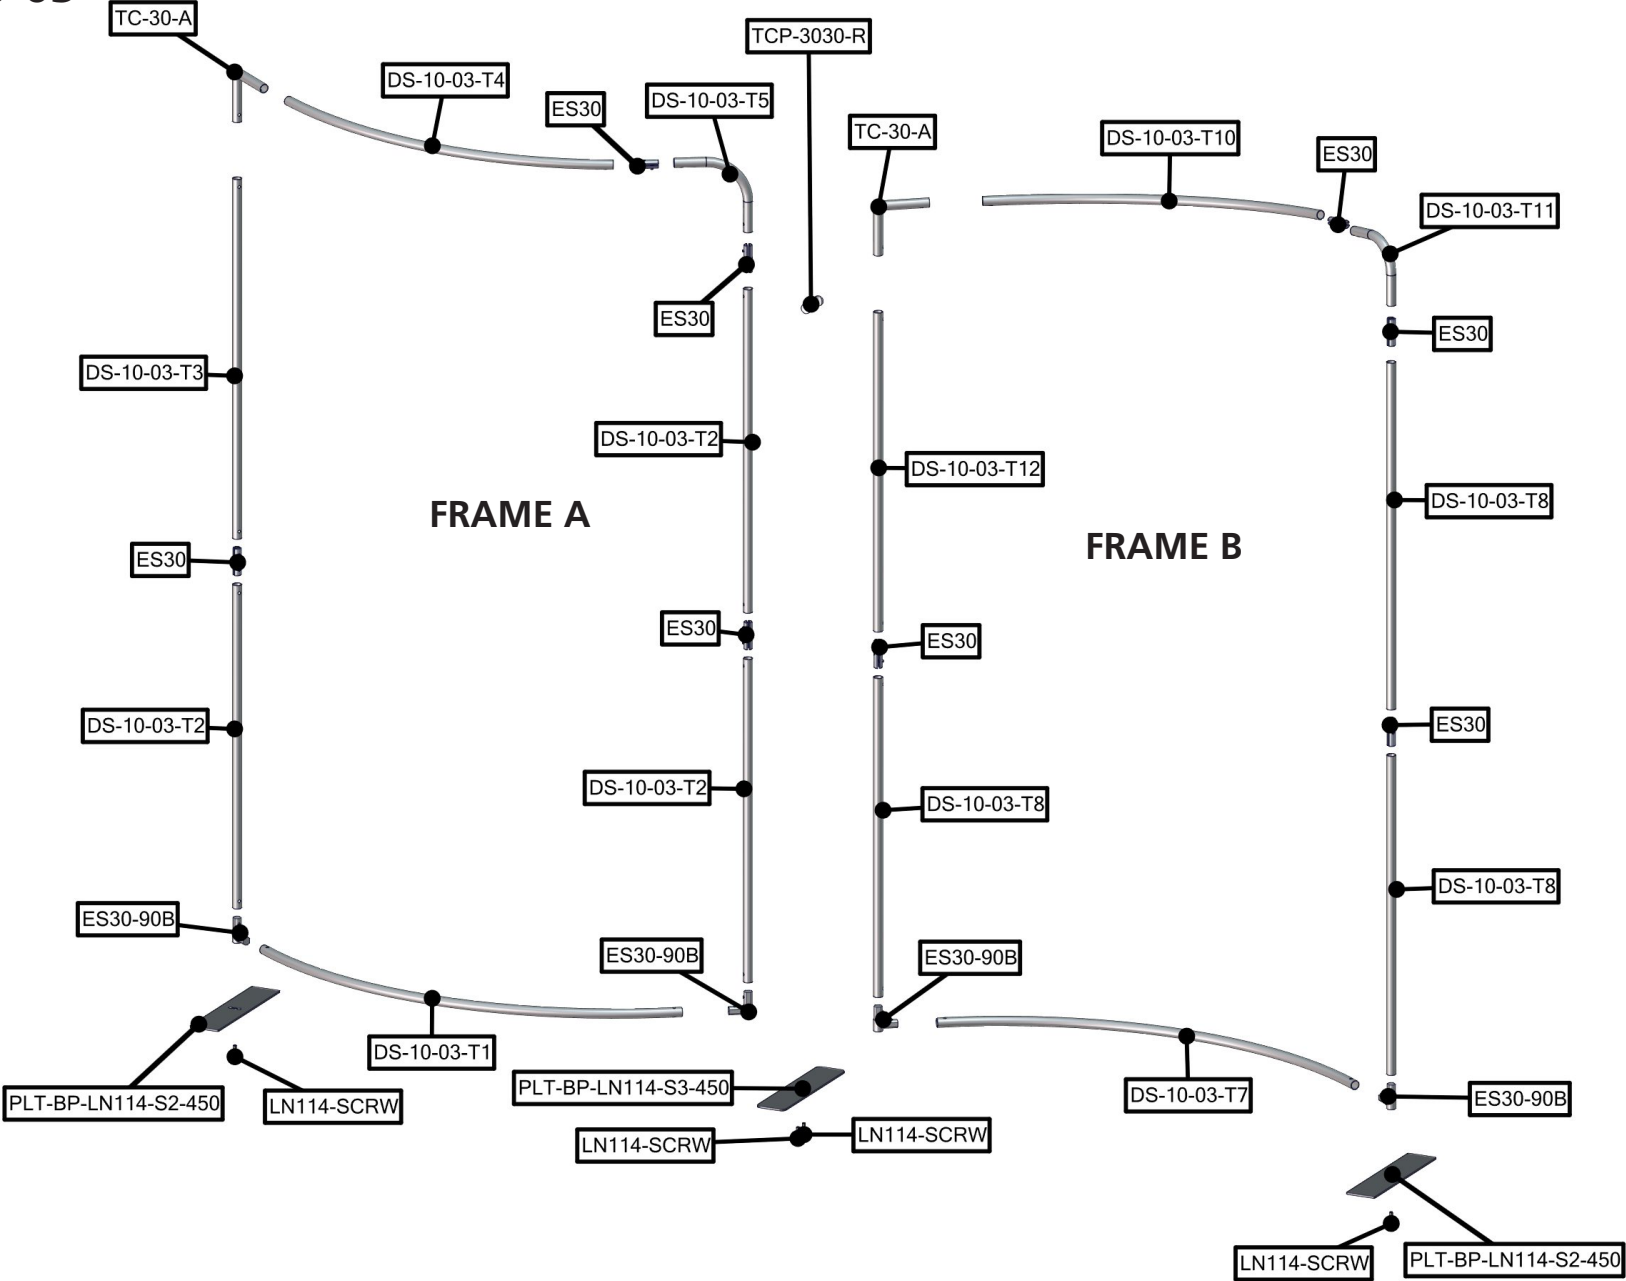 TC-30-A
TCP-3030-R
DS-10-03-T4
ES30
DS-10-03-T5
TC-30-A
DS-10-03-T10
ES30
DS-10-03-T11
ES30
ES30
DS-10-03-T3
DS-10-03-T2
DS-10-03-T12
DS-10-03-T8
FRAME A
FRAME B
ES30
ES30
ES30
ES30
DS-10-03-T2
DS-10-03-T2
DS-10-03-T8
DS-10-03-T8
ES30-90B
ES30-90B
ES30-90B
DS-10-03-T1
PLT-BP-LN114-S2-450
LN114-SCRW
PLT-BP-LN114-S3-450
DS-10-03-T7
ES30-90B
LN114-SCRW
LN114-SCRW
LN114-SCRW
PLT-BP-LN114-S2-450